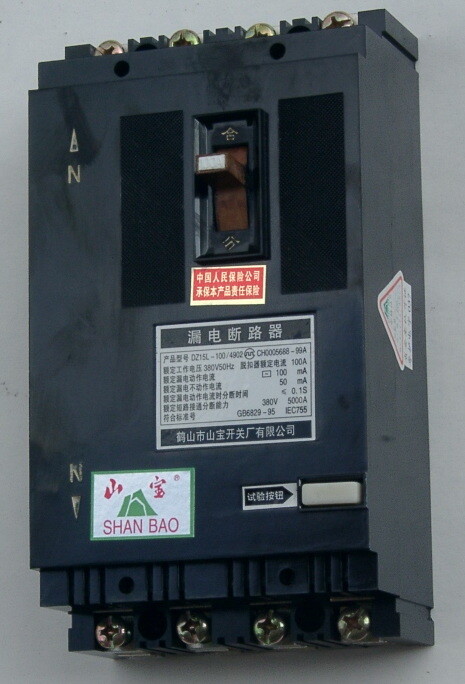 合
N
分
中国人民保险公司
承保本产品责任保险
漏电断路器
产品型号 DZ15L-100/4902 CH0005688-99A
额定工作电压 380V50Hz 脱扣器额定电流 100A
额定漏电动作电流 100 mA
额定漏电不动作电流 50 mA
额定漏电动作电流时分断时间 ≤ 0.1S
额定短路接通分断能力 380V 5000A
符合标准号 GB6829-95 IEC755
鹤山市山宝开关厂有限公司
N
山宝®
SHAN BAO
试验按钮